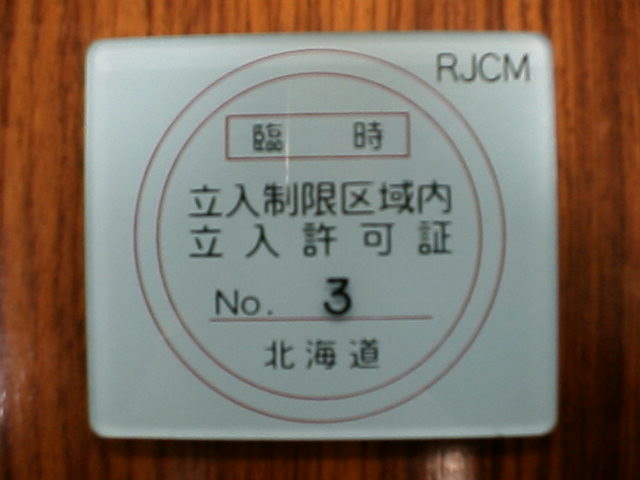 RJCM
臨時
立入制限区域内
立入許可証
No. 3
北海道